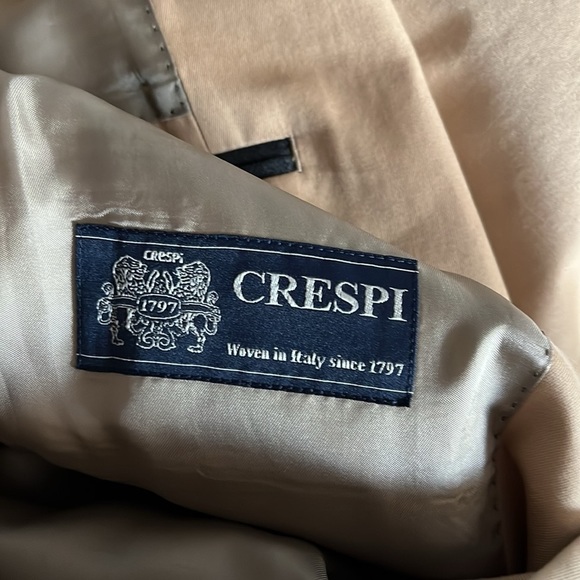 CRESPI
1797
CRESPI
Woven in Italy since 1797